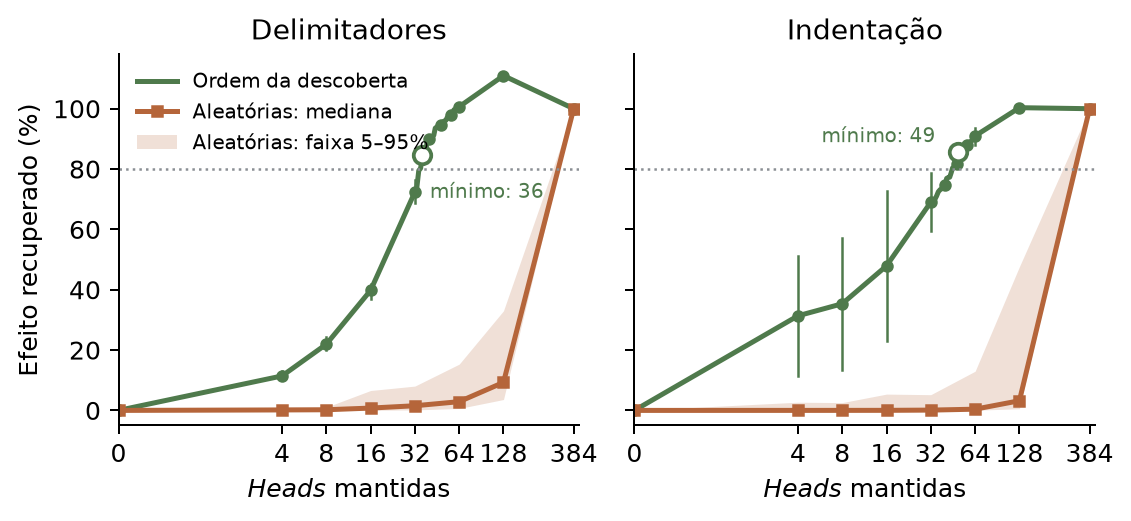 Delimitadores
Indentação
Ordem da descoberta
Aleatórias: mediana
Aleatórias: faixa 5–95%
Efeito recuperado (%)
100
80
60
40
20
0
mínimo: 36
mínimo: 49
0 4 8 16 32 64 128 384
0 4 8 16 32 64 128 384
Heads mantidas
Heads mantidas